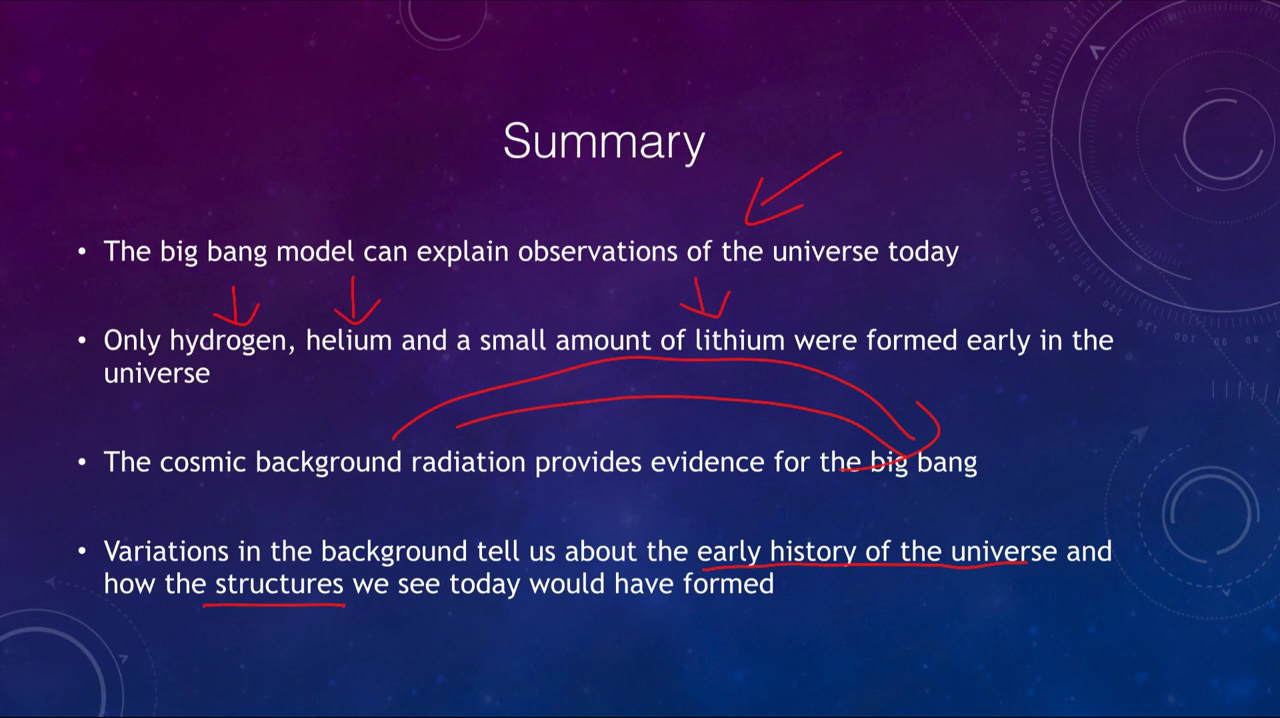 Summary
• The big bang model can explain observations of the universe today
• Only hydrogen, helium and a small amount of lithium were formed early in the
universe
• The cosmic background radiation provides evidence for the big bang
• Variations in the background tell us about the early history of the universe and
how the structures we see today would have formed